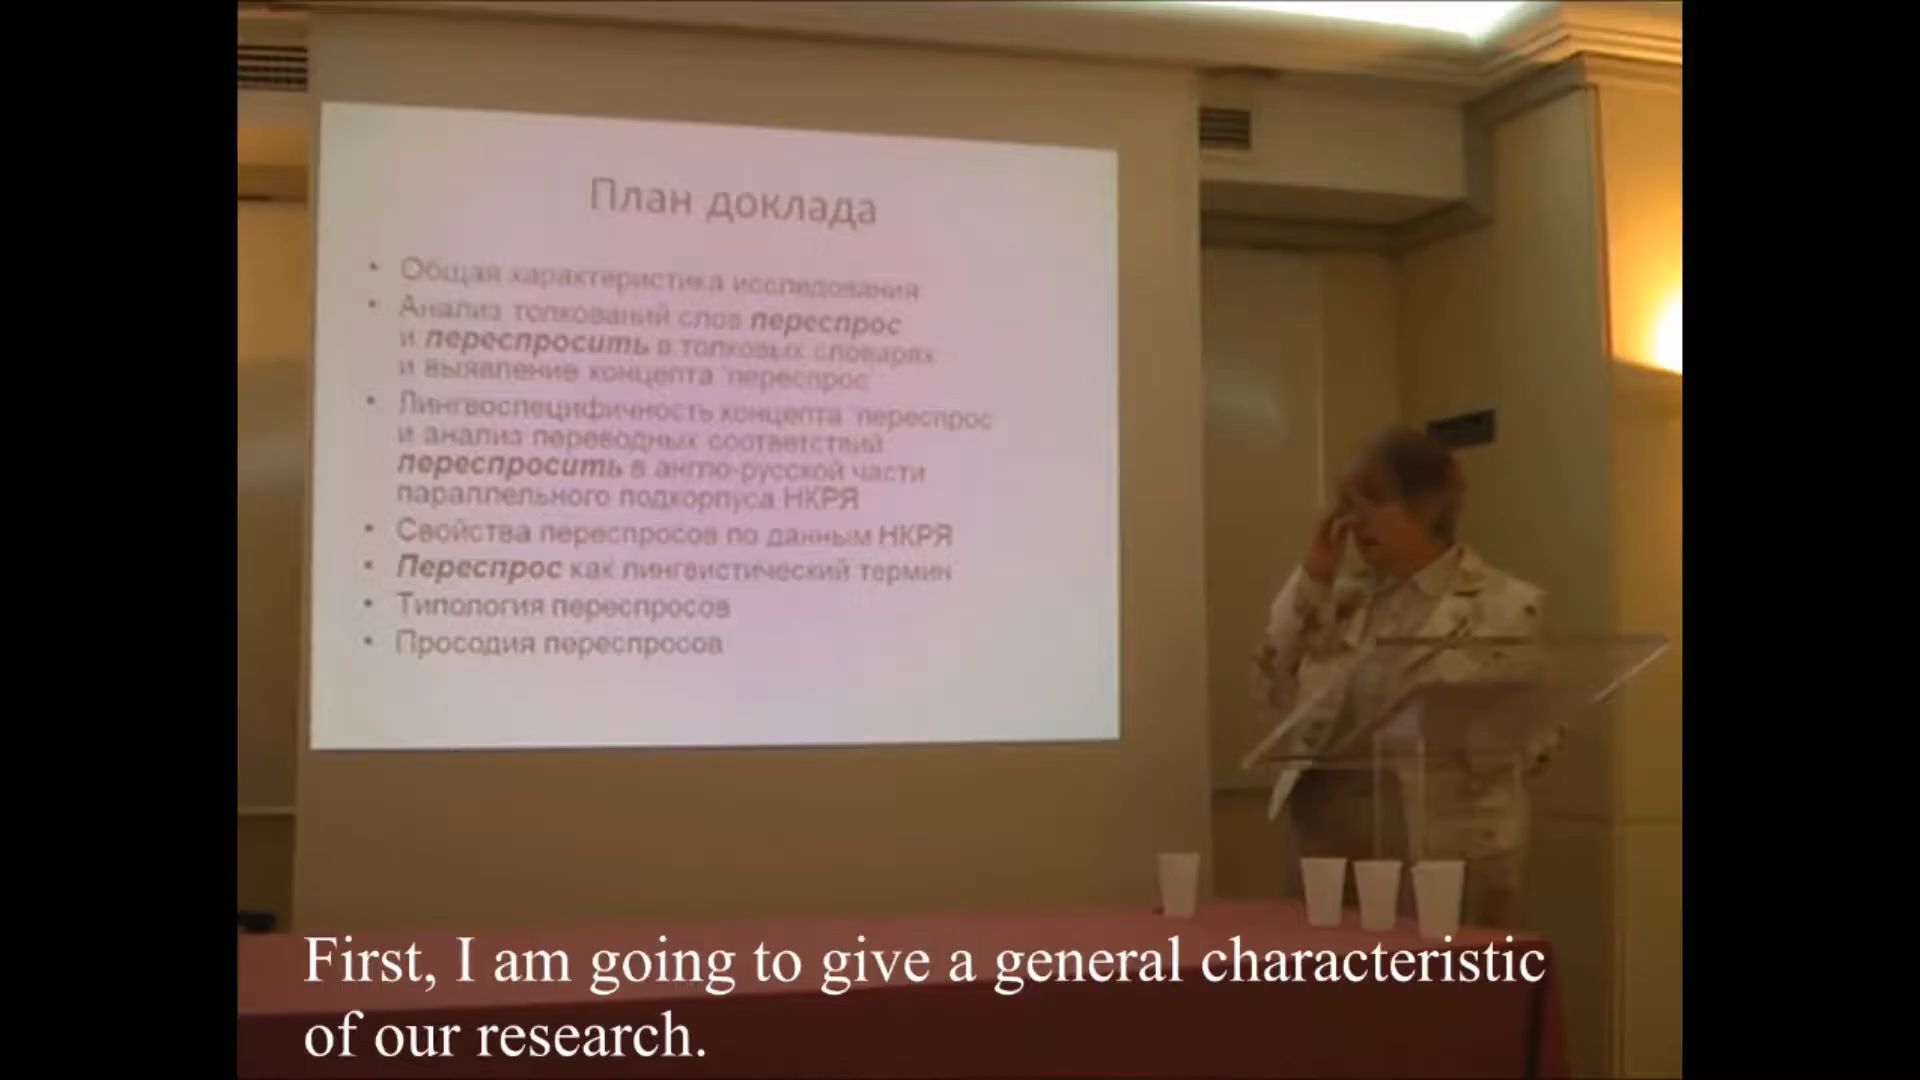 План доклада
• Общая характеристика исследования
• Анализ толкований слов переспрос
и переспросить в толковых словарях
и выявление концепта 'переспрос'
• Лингвоспецифичность концепта 'переспрос'
и анализ переводных соответствий
переспросить в англо-русской части
параллельного подкорпуса НКРЯ
• Свойства переспросов по данным НКРЯ
• Переспрос как лингвистический термин
• Типология переспросов
• Просодия переспросов
First, I am going to give a general characteristic
of our research.